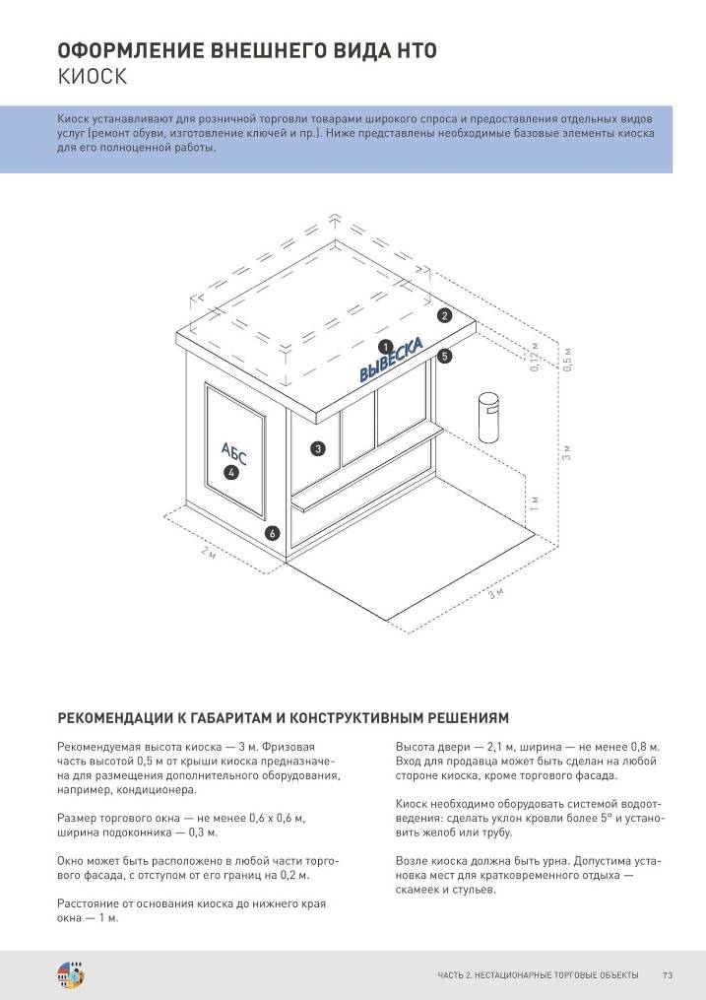 ОФОРМЛЕНИЕ ВНЕШНЕГО ВИДА НТО
КИОСК
Киоск устанавливают для розничной торговли товарами широкого спроса и предоставления отдельных видов
услуг (ремонт обуви, изготовление ключей и пр.). Ниже представлены необходимые базовые элементы киоска
для его полноценной работы.
2
1
ВЫВЕСКА
5
0,12 м
0,5 м
3
АБС
4
3 м
1 м
6
2 м
3 м
РЕКОМЕНДАЦИИ К ГАБАРИТАМ И КОНСТРУКТИВНЫМ РЕШЕНИЯМ
Рекомендуемая высота киоска — 3 м. Фризовая
часть высотой 0,5 м от крыши киоска предназначе-
на для размещения дополнительного оборудования,
например, кондиционера.
Размер торгового окна — не менее 0,6 х 0,6 м,
ширина подоконника — 0,3 м.
Окно может быть расположено в любой части торго-
вого фасада, с отступом от его границ на 0,2 м.
Расстояние от основания киоска до нижнего края
окна — 1 м.
Высота двери — 2,1 м, ширина — не менее 0,8 м.
Вход для продавца может быть сделан на любой
стороне киоска, кроме торгового фасада.
Киоск необходимо оборудовать системой водоот-
ведения: сделать уклон кровли более 5° и устано-
вить желоб или трубу.
Возле киоска должна быть урна. Допустима уста-
новка мест для кратковременного отдыха —
скамеек и стульев.
ЧАСТЬ 2. НЕСТАЦИОНАРНЫЕ ТОРГОВЫЕ ОБЪЕКТЫ
73